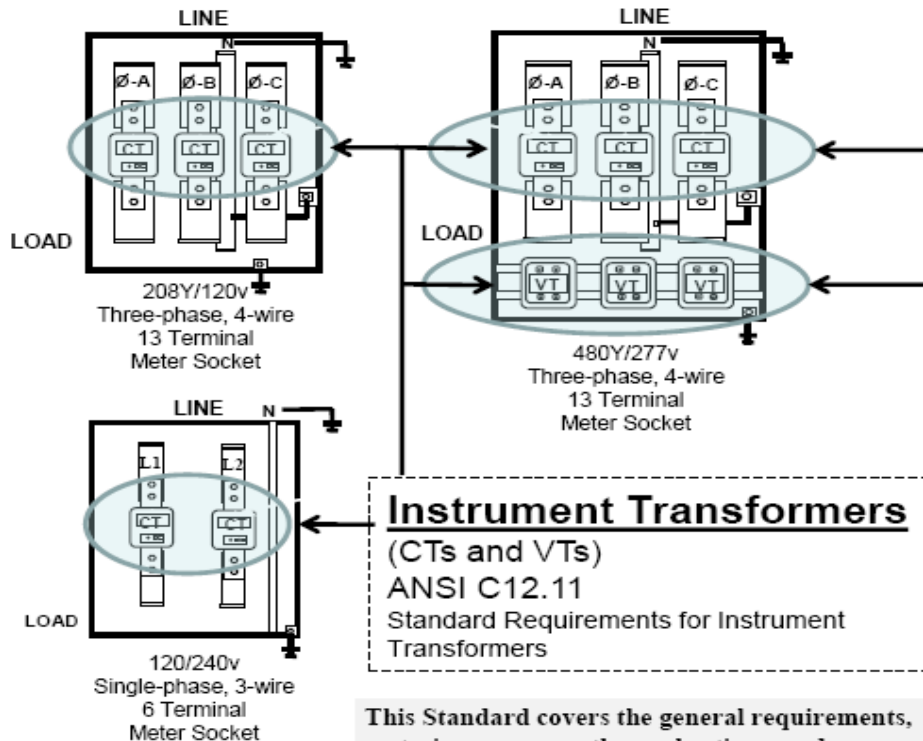 LINE
N
Ø-A
Ø-B
Ø-C
CT
CT
CT
LOAD
208Y/120v
Three-phase, 4-wire
13 Terminal
Meter Socket
LINE
N
Ø-A
Ø-B
Ø-C
CT
CT
CT
LOAD
VT
VT
VT
480Y/277v
Three-phase, 4-wire
13 Terminal
Meter Socket
LINE
N
L1
L2
CT
CT
LOAD
120/240v
Single-phase, 3-wire
6 Terminal
Meter Socket
Instrument Transformers
(CTs and VTs)
ANSI C12.11
Standard Requirements for Instrument
Transformers
This Standard covers the general requirements,